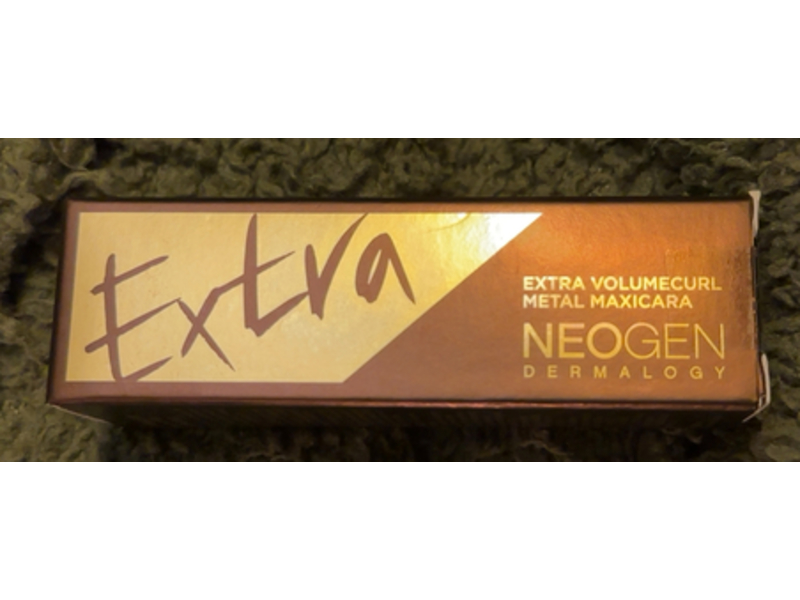 Extra
EXTRA VOLUMECURL
METAL MAXICARA
NEOGEN
DERMALOGY